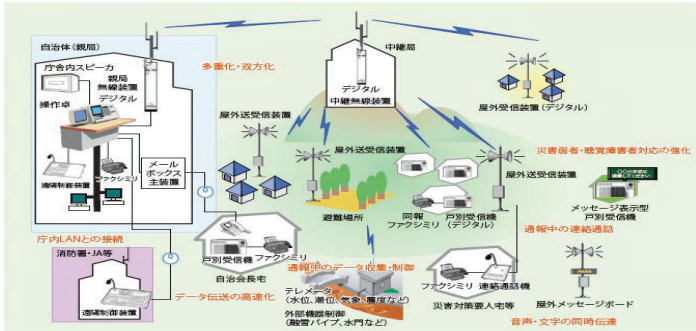 自治体(親局)
庁舎内スピーカ
親局
無線装置
デジタル
操作卓
遠隔制御装置
ファクシミリ
メール
ボックス
主装置
庁内LANとの接続
消防署・JA等
遠隔制御装置
データ伝送の高速化
多重化・双方化
中継局
デジタル
中継無線装置
屋外受信装置(デジタル)
屋外送受信装置
屋外送受信装置
屋外送受信装置
災害弱者・聴覚障害者対応の強化
〇〇小学校に
避難してください
メッセージ表示型
戸別受信機
避難場所
同報
ファクシミリ
戸別受信機
(デジタル)
通報中の連絡通話
戸別受信機
ファクシミリ
自治会長宅
通報中のデータ収集・制御
テレメータ
(水位、潮位、気象、震度など)
外部機器制御
(融雪パイプ、水門など)
ファクシミリ
連絡通話機
災害対策要人宅等
屋外メッセージボード
音声・文字の同時伝達